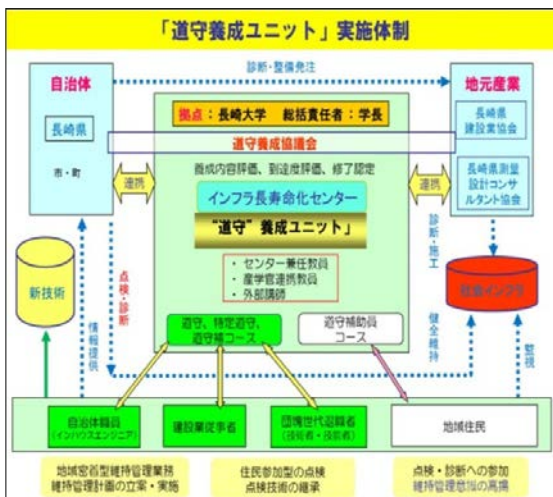 「道守養成ユニット」実施体制
自治体
診断・整備発注
地元産業
拠点：長崎大学　総括責任者：学長
長崎県
長崎県
建設業協会
道守養成協議会
養成内容評価、到達度評価、修了認定
市・町
連携
連携
長崎県測量
設計コンサ
ルタント協会
インフラ長寿命化センター
“道守”養成ユニット」
・ センター兼任教員
・ 産学官連携教員
・ 外部講師
診断・施工
新技術
点検・診断
情報提供
社会インフラ
道守、特定道守、
道守補コース
道守補助員
コース
健全維持
監視
自治体職員
(インハウスエンジニア)
建設業従事者
団塊世代退職者
(技術者・技能者)
地域住民
地域密着型維持管理業務
維持管理計画の立案・実施
住民参加型の点検
点検技術の継承
点検・診断への参加
維持管理意識の高揚